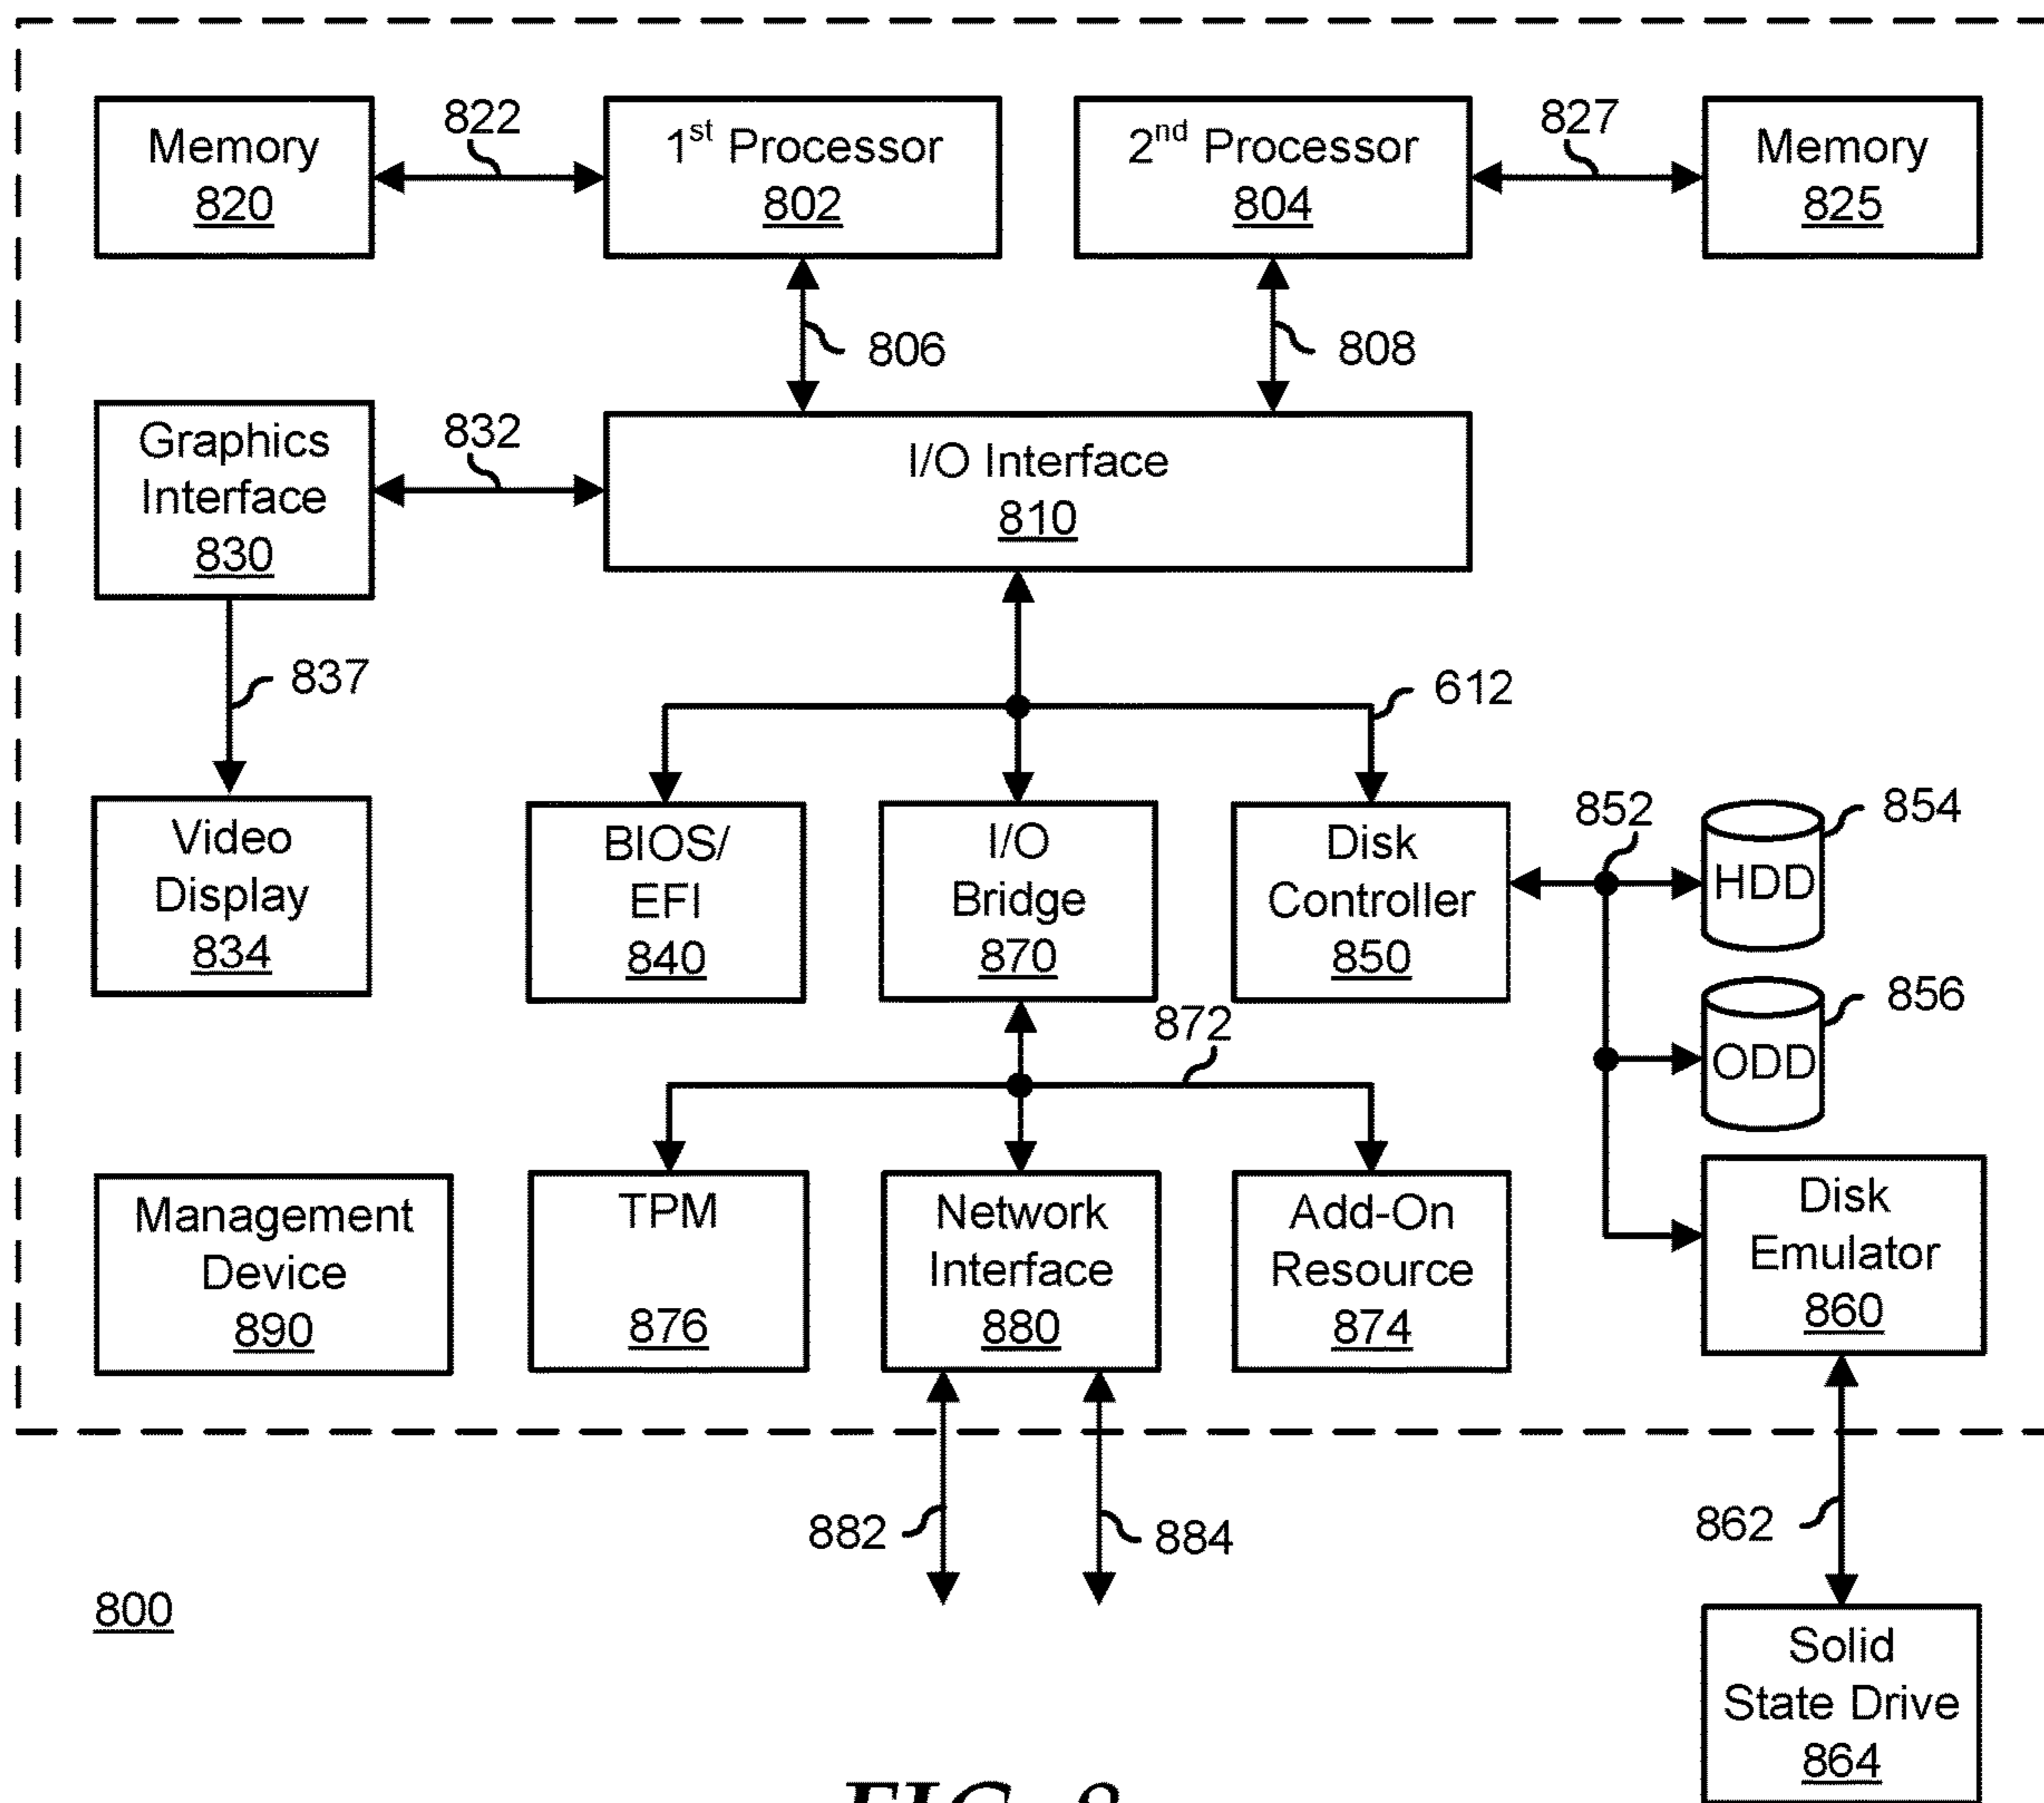 Memory
820
822
1st Processor
802
2nd Processor
804
827
Memory
825
806
808
Graphics
Interface
830
832
I/O Interface
810
837
612
Video
Display
834
BIOS/
EFI
840
I/O
Bridge
870
Disk
Controller
850
852
HDD
854
ODD
856
872
Management
Device
890
TPM
876
Network
Interface
880
Add-On
Resource
874
Disk
Emulator
860
882
884
862
800
Solid
State Drive
864
FIG. 8